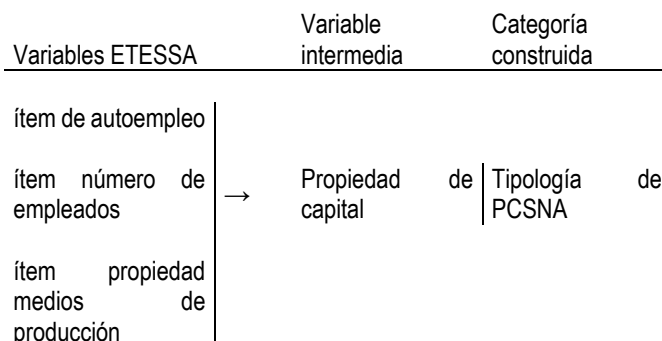 Variable Categoría
Variables ETESSA intermedia construida
ítem de autoempleo
ítem número de
empleados
→
Propiedad de
capital
Tipología de
PCSNA
ítem propiedad
medios de
producción